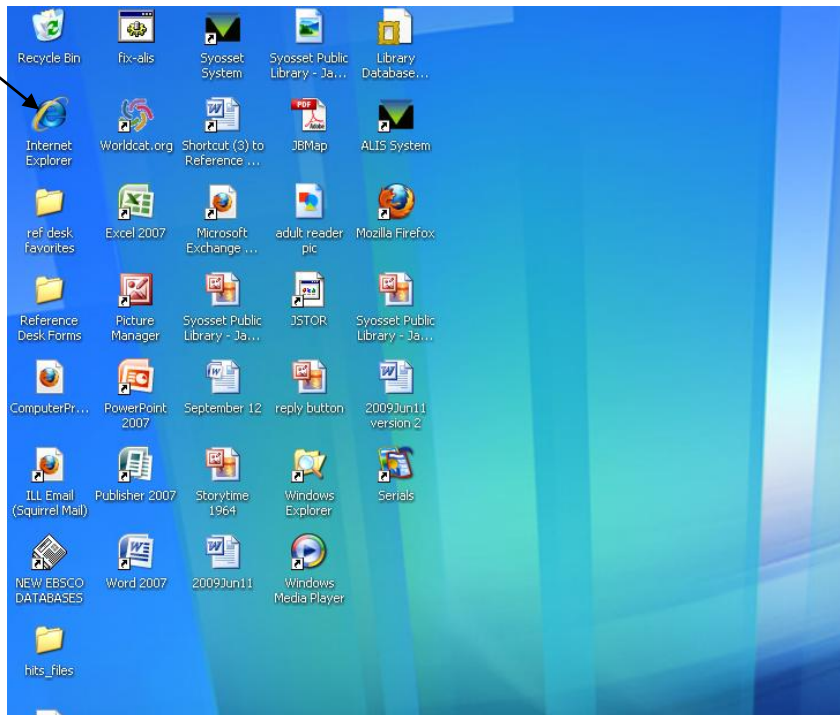 Recycle Bin
fix-alis
Syosset
System
Syosset Public
Library - Ja...
Library
Database...
Internet
Explorer
Worldcat.org
Shortcut (3) to
Reference ...
PDF
Adobe
JBMap
ALIS System
ref desk
favorites
Excel 2007
Microsoft
Exchange ...
adult reader
pic
Mozilla Firefox
Reference
Desk Forms
Picture
Manager
Syosset Public
Library - Ja...
JSTOR
Syosset Public
Library - Ja...
ComputerPr...
PowerPoint
2007
September 12
reply button
2009Jun11
version 2
ILL Email
(Squirrel Mail)
Publisher 2007
Storytime
1964
Windows
Explorer
Serials
NEW EBSCO
DATABASES
Word 2007
2009Jun11
Windows
Media Player
hits_files